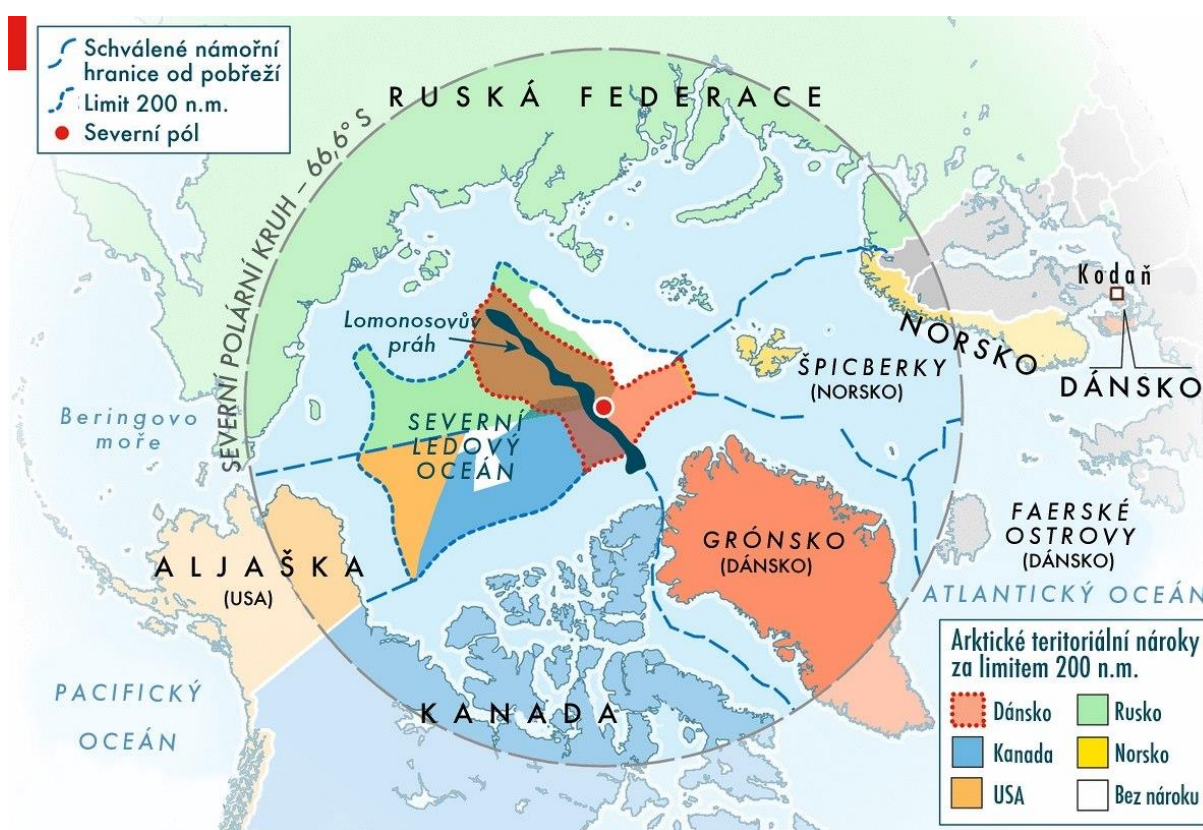 Schválené námořní
hranice od pobřeží
Limit 200 n.m.
Severní pól
RUSKÁ FEDERACE
SEVERNÍ POLÁRNÍ KRUH – 66,6° S
Lomonosovův
práh
Kodaň
NORSKO
ŠPICBERKY
(NORSKO)
DÁNSKO
Beringovo
moře
SEVERNÍ
LEDOVÝ
OCEÁN
FAERSKÉ
OSTROVY
(DÁNSKO)
GRÓNSKO
(DÁNSKO)
ALJAŠKA
(USA)
ATLANTICKÝ OCEÁN
PACIFICKÝ
OCEÁN
KANADA
Arktické teritoriální nároky
za limitem 200 n.m.
Dánsko
Rusko
Kanada
Norsko
USA
Bez nároku